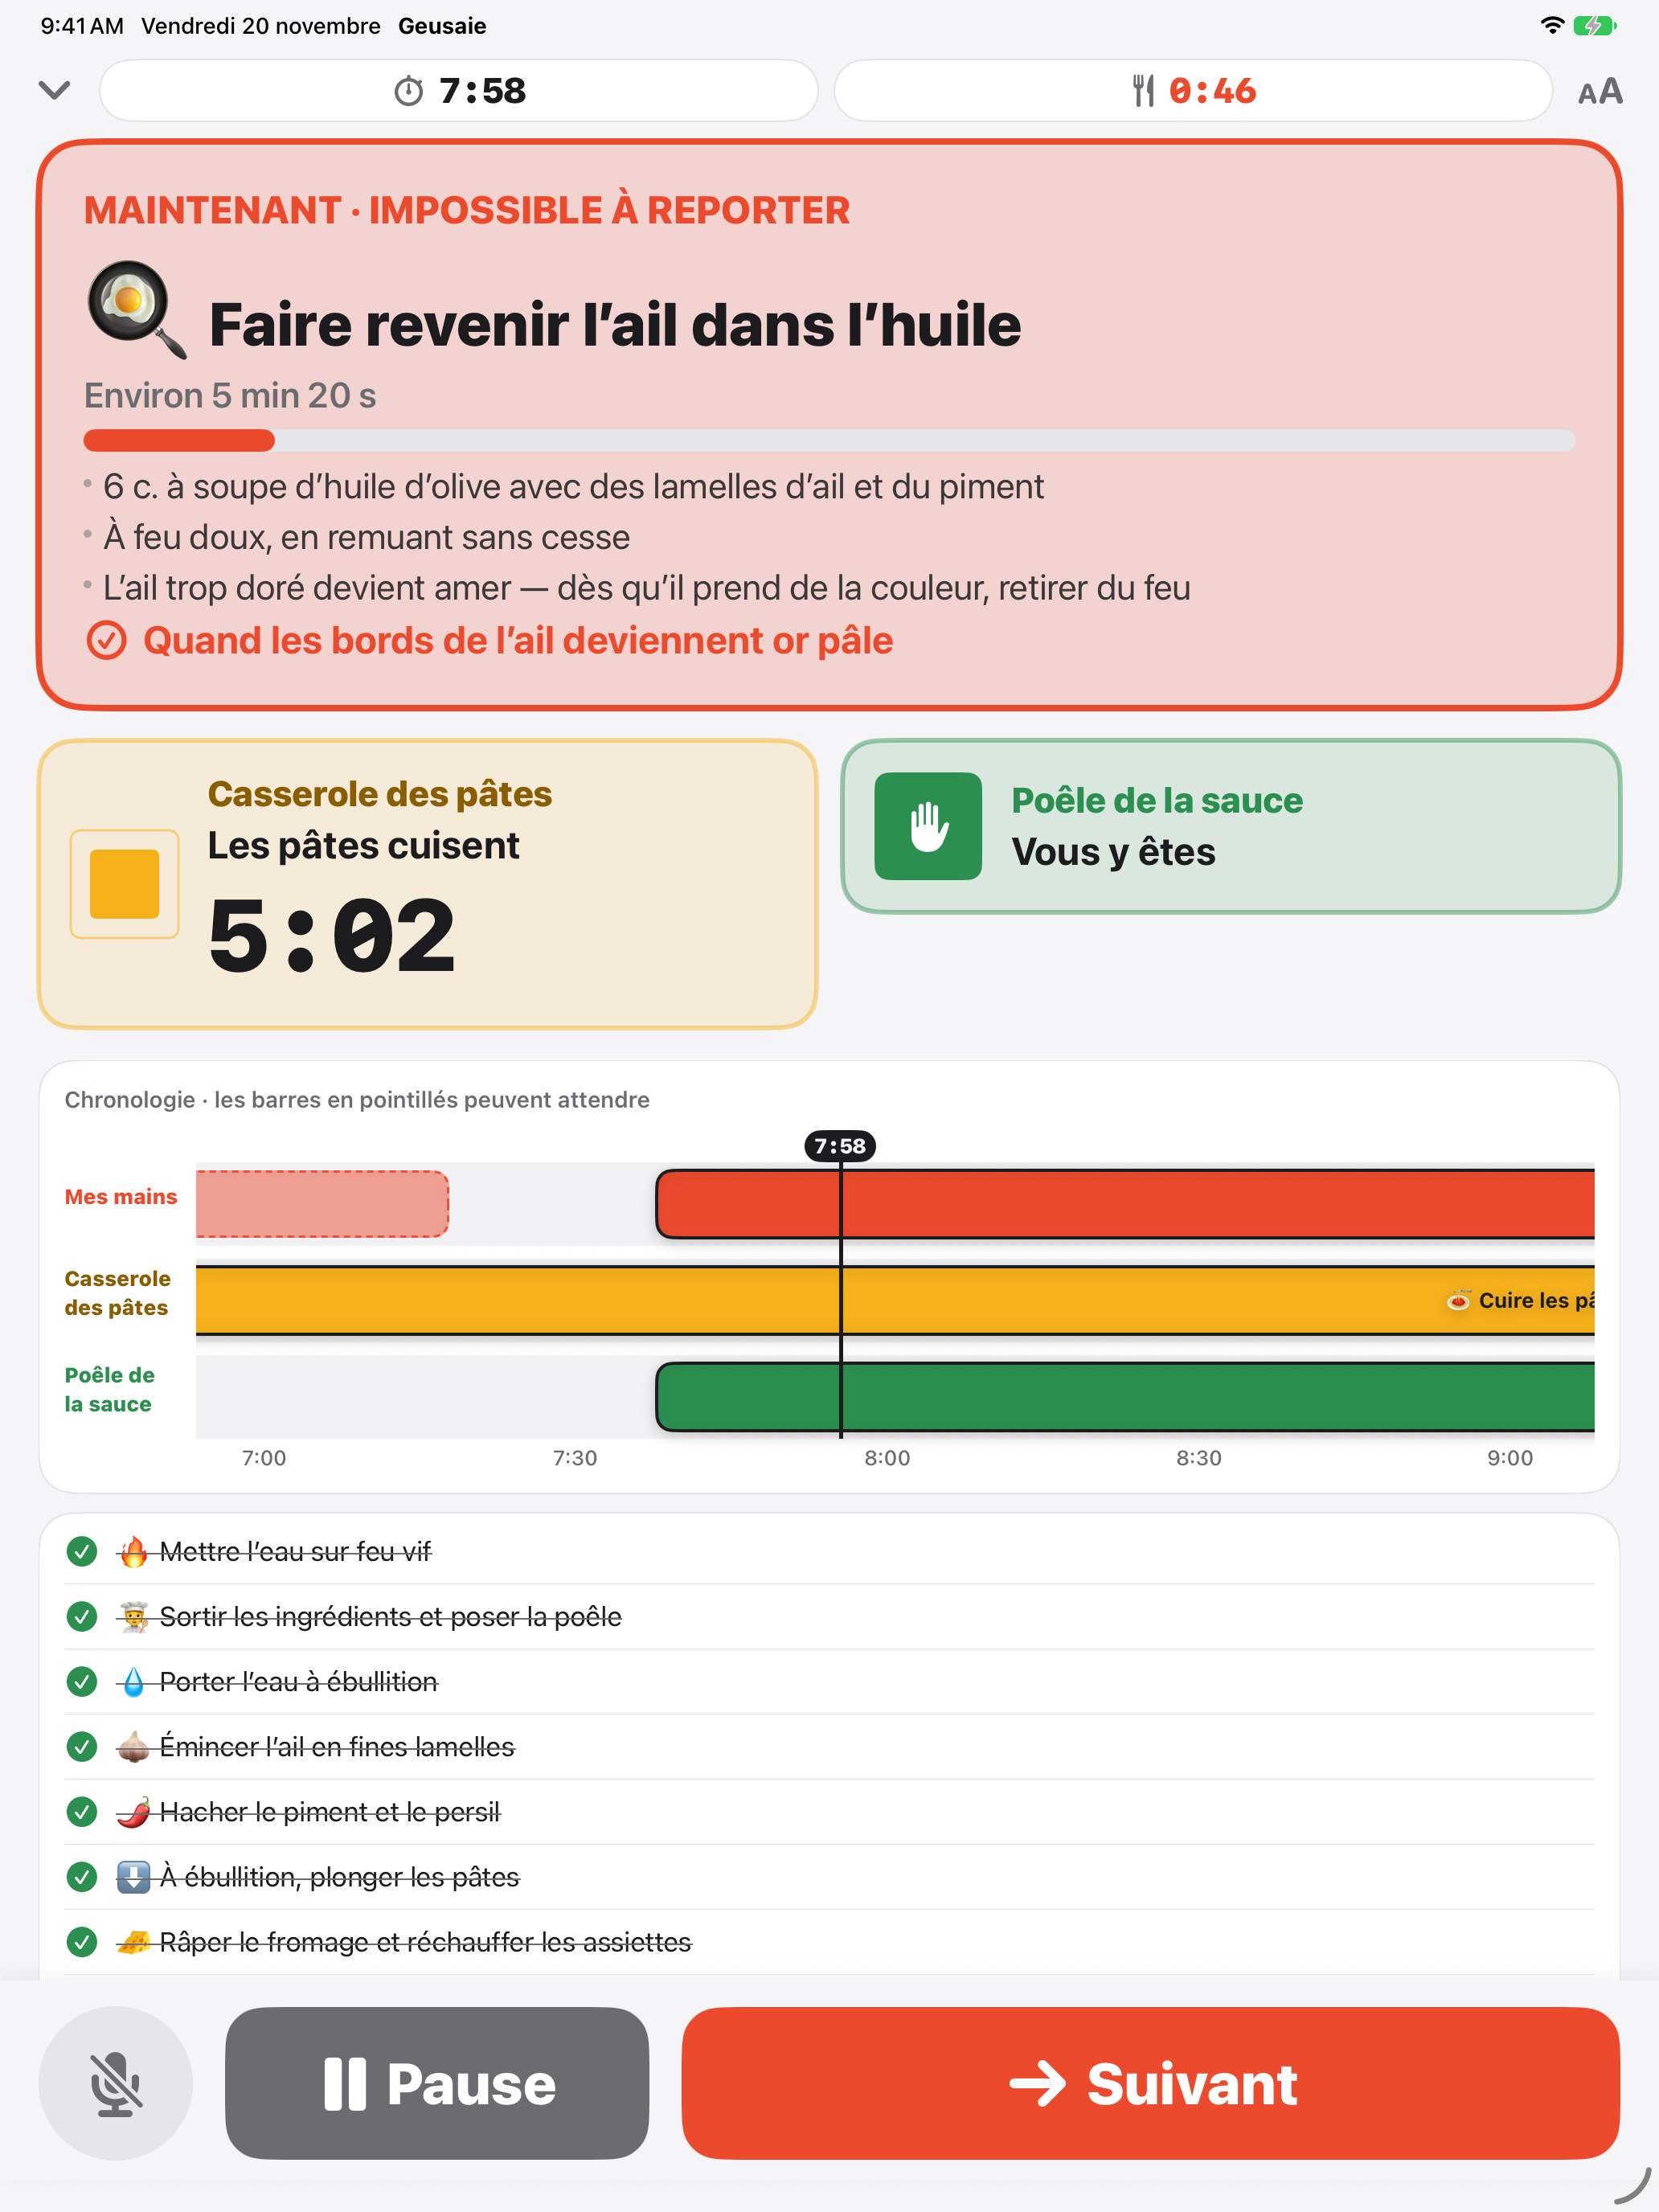 9:41 AM Vendredi 20 novembre Geusaie
7:58
0:46
AA
MAINTENANT · IMPOSSIBLE À REPORTER
Faire revenir l’ail dans l’huile
Environ 5 min 20 s
• 6 c. à soupe d’huile d’olive avec des lamelles d’ail et du piment
• À feu doux, en remuant sans cesse
• L’ail trop doré devient amer — dès qu’il prend de la couleur, retirer du feu
Quand les bords de l’ail deviennent or pâle
Casserole des pâtes
Les pâtes cuisent
5:02
Poêle de la sauce
Vous y êtes
Chronologie · les barres en pointillés peuvent attendre
7:58
Mes mains
Casserole
des pâtes
Cuire les pâ
Poêle de
la sauce
7:00 7:30 8:00 8:30 9:00
Mettre l’eau sur feu vif
Sortir les ingrédients et poser la poêle
Porter l’eau à ébullition
Émincer l’ail en fines lamelles
Hacher le piment et le persil
À ébullition, plonger les pâtes
Râper le fromage et réchauffer les assiettes
Pause
Suivant